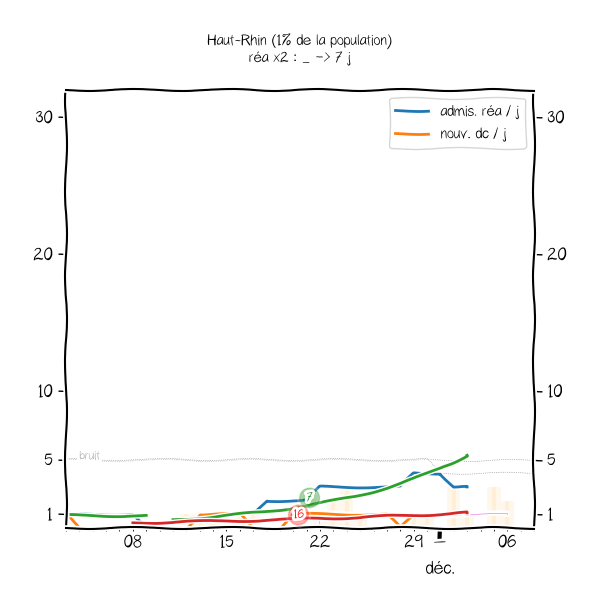 Haut-Rhin (1% de la population)
réa x2 : _ -> 7 j
admis. réa / j
nouv. dc / j
30
30
20
20
10
10
5
bruit
5
7
1
16
1
08
15
22
29
06
déc.